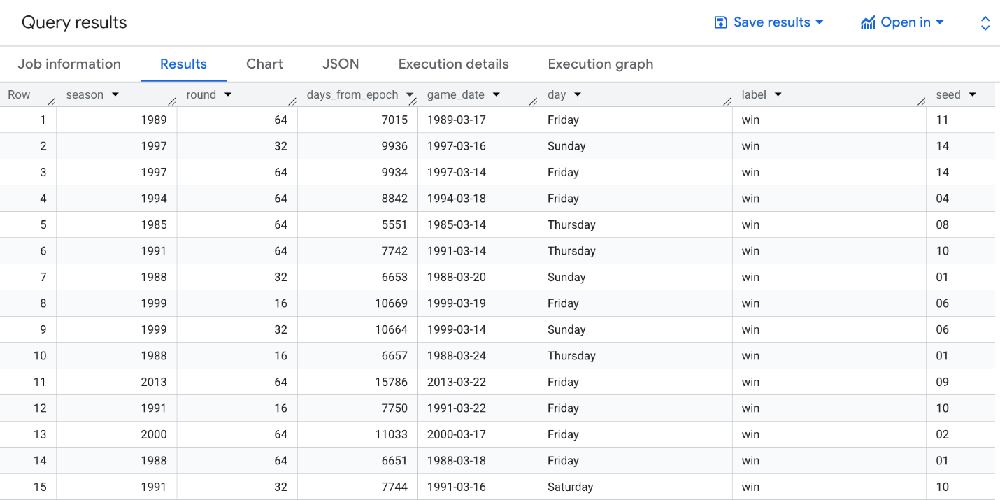 Query results Save results Open in
Job information Results Chart JSON Execution details Execution graph
Row season round days_from_epoch game_date day label seed
1 1989 64 7015 1989-03-17 Friday win 11
2 1997 32 9936 1997-03-16 Sunday win 14
3 1997 64 9934 1997-03-14 Friday win 14
4 1994 64 8842 1994-03-18 Friday win 04
5 1985 64 5551 1985-03-14 Thursday win 08
6 1991 64 7742 1991-03-14 Thursday win 10
7 1988 32 6653 1988-03-20 Sunday win 01
8 1999 16 10669 1999-03-19 Friday win 06
9 1999 32 10664 1999-03-14 Sunday win 06
10 1988 16 6657 1988-03-24 Thursday win 01
11 2013 64 15786 2013-03-22 Friday win 09
12 1991 16 7750 1991-03-22 Friday win 10
13 2000 64 11033 2000-03-17 Friday win 02
14 1988 64 6651 1988-03-18 Friday win 01
15 1991 32 7744 1991-03-16 Saturday win 10